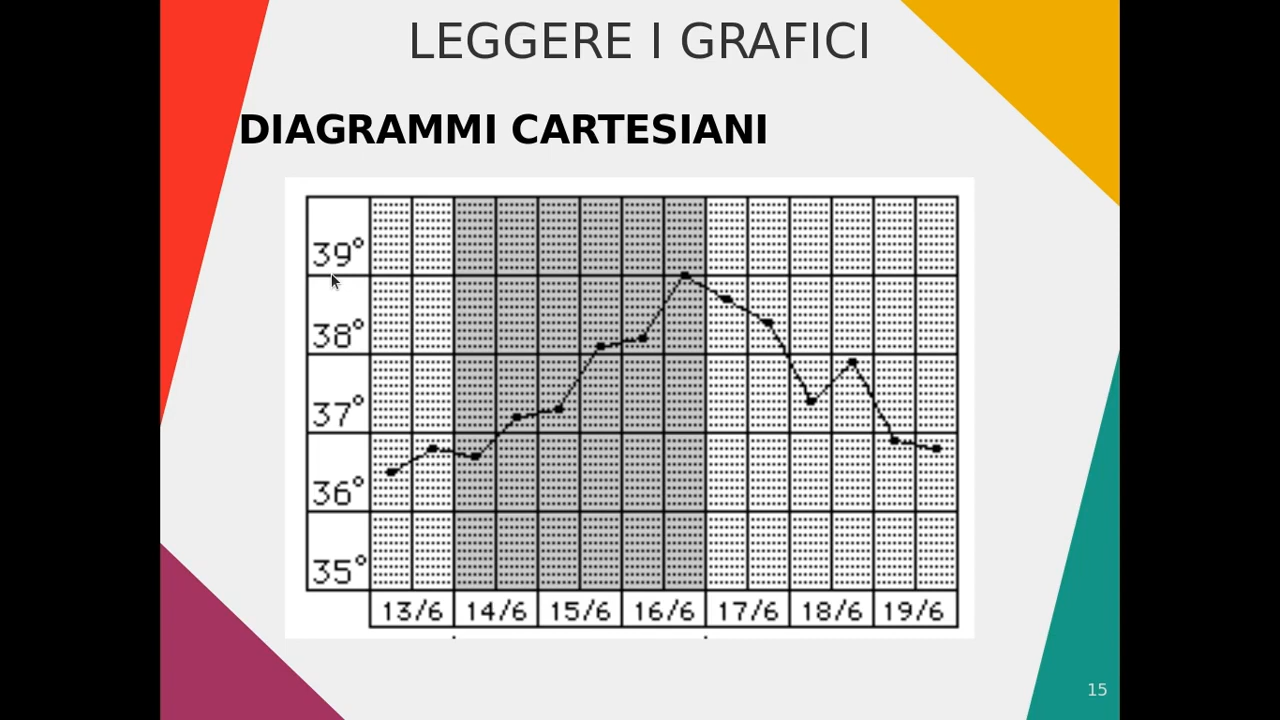 LEGGERE I GRAFICI
DIAGRAMMI CARTESIANI
39°
38°
37°
36°
35°
13/6 14/6 15/6 16/6 17/6 18/6 19/6
15